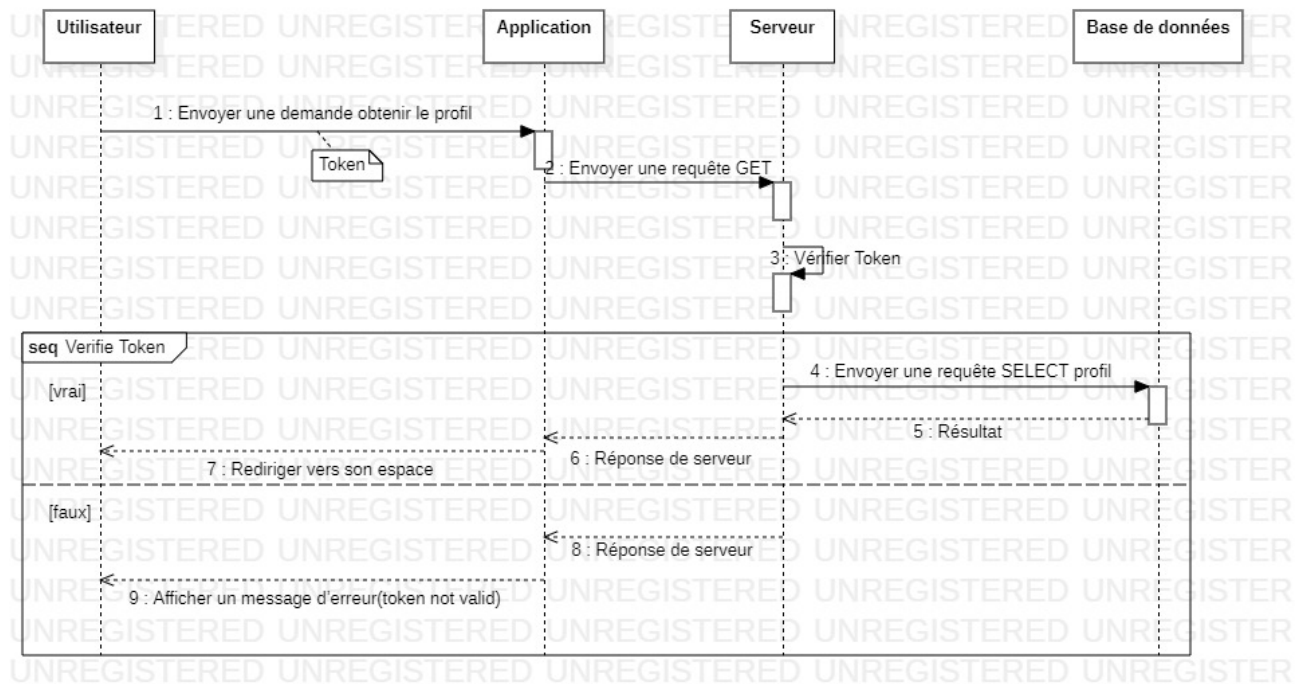 Utilisateur
Application
Serveur
Base de données
1 : Envoyer une demande obtenir le profil
Token
2 : Envoyer une requête GET
3 : Vérifier Token
seq Verifie Token
[vrai]
4 : Envoyer une requête SELECT profil
5 : Résultat
6 : Réponse de serveur
7 : Rediriger vers son espace
[faux]
8 : Réponse de serveur
9 : Afficher un message d'erreur(token not valid)
UNREGISTERED